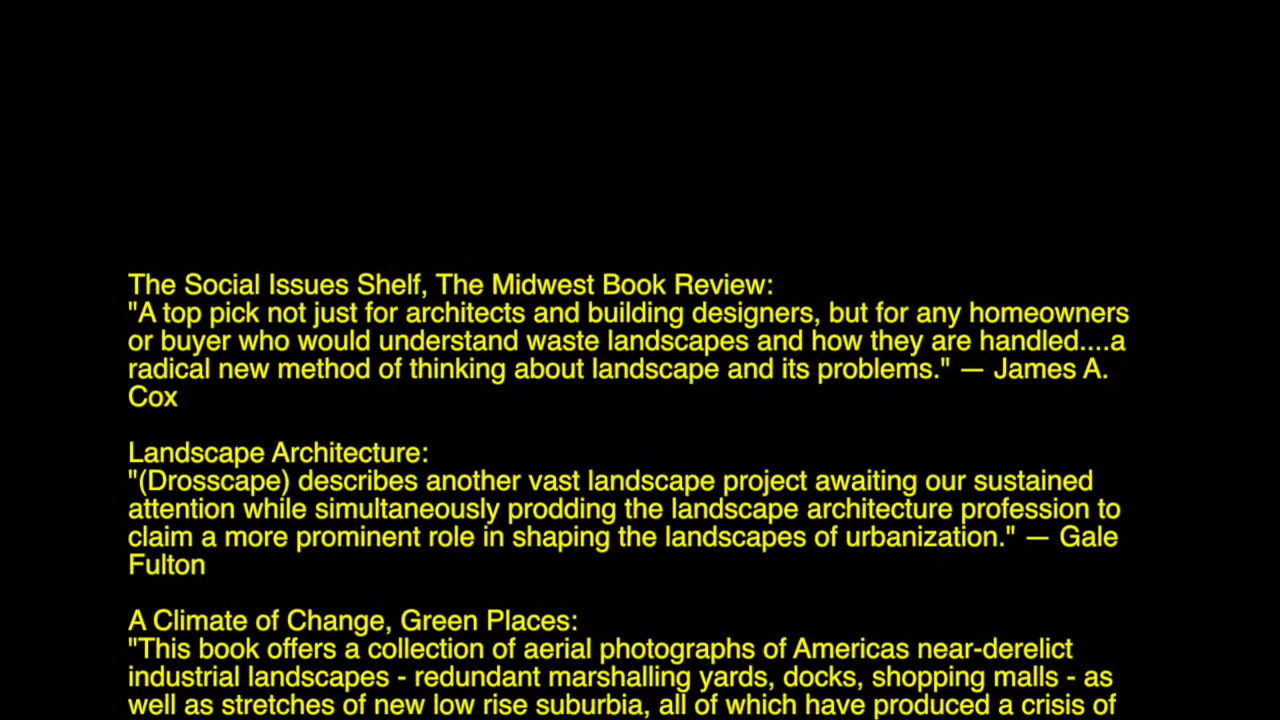 The Social Issues Shelf, The Midwest Book Review:
"A top pick not just for architects and building designers, but for any homeowners
or buyer who would understand waste landscapes and how they are handled....a
radical new method of thinking about landscape and its problems." — James A.
Cox
Landscape Architecture:
"(Drosscape) describes another vast landscape project awaiting our sustained
attention while simultaneously prodding the landscape architecture profession to
claim a more prominent role in shaping the landscapes of urbanization." — Gale
Fulton
A Climate of Change, Green Places:
"This book offers a collection of aerial photographs of Americas near-derelict
industrial landscapes - redundant marshalling yards, docks, shopping malls - as
well as stretches of new low rise suburbia, all of which have produced a crisis of